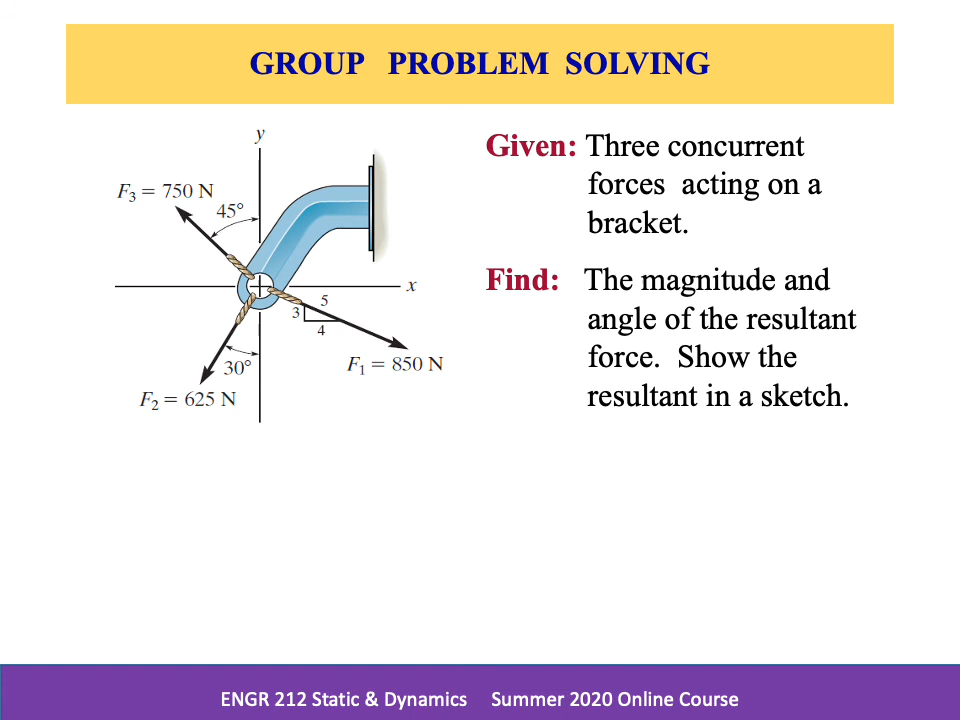 GROUP PROBLEM SOLVING
y
F3 = 750 N
45°
x
5
3
4
30°
F1 = 850 N
F2 = 625 N
Given: Three concurrent
forces acting on a
bracket.
Find: The magnitude and
angle of the resultant
force. Show the
resultant in a sketch.
ENGR 212 Static & Dynamics Summer 2020 Online Course